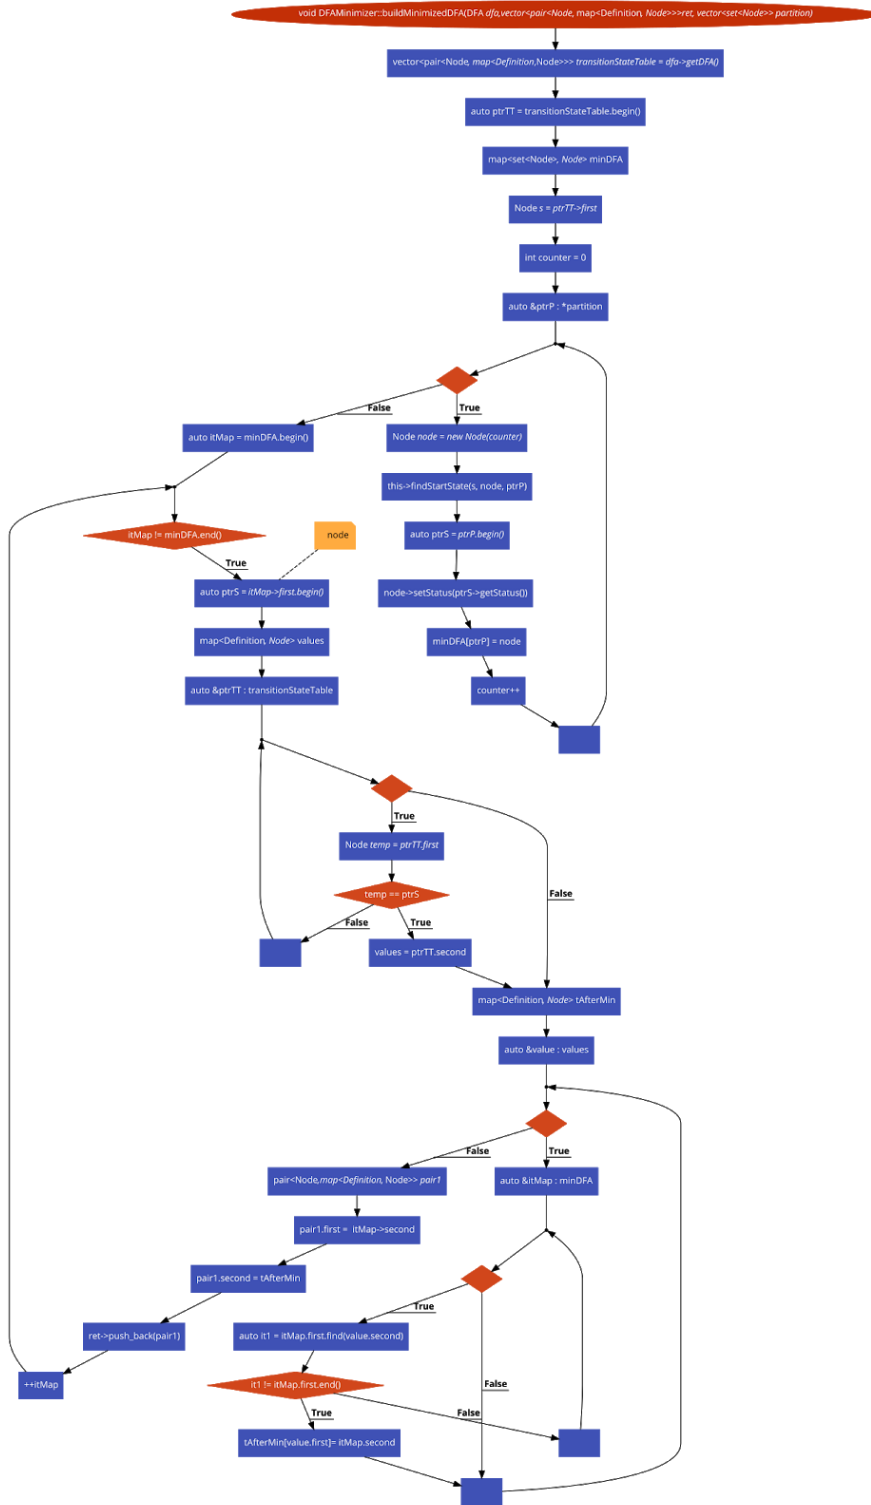 void DFAMinimizer::buildMinimizedDFA(DFA dfa,vector<pair<Node, map<Definition, Node>>>ret, vector<set<Node>> partition)
vector<pair<Node, map<Definition,Node>>> transitionStateTable = dfa->getDFA()
auto ptrTT = transitionStateTable.begin()
map<set<Node>, Node> minDFA
Node s = ptrTT->first
int counter = 0
auto &ptrP : *partition
False
True
auto itMap = minDFA.begin()
Node node = new Node(counter)
this->findStartState(s, node, ptrP)
itMap != minDFA.end()
node
auto ptrS = ptrP.begin()
True
auto ptrS = itMap->first.begin()
node->setStatus(ptrS->getStatus())
map<Definition, Node> values
minDFA[ptrP] = node
auto &ptrTT : transitionStateTable
counter++
True
Node temp = ptrTT.first
temp == ptrS
False
False
True
values = ptrTT.second
map<Definition, Node> tAfterMin
auto &value : values
False
True
pair<Node,map<Definition, Node>> pair1
auto &itMap : minDFA
pair1.first =  itMap->second
pair1.second = tAfterMin
True
ret->push_back(pair1)
auto it1 = itMap.first.find(value.second)
++itMap
it1 != itMap.first.end()
False
True
False
tAfterMin[value.first]= itMap.second